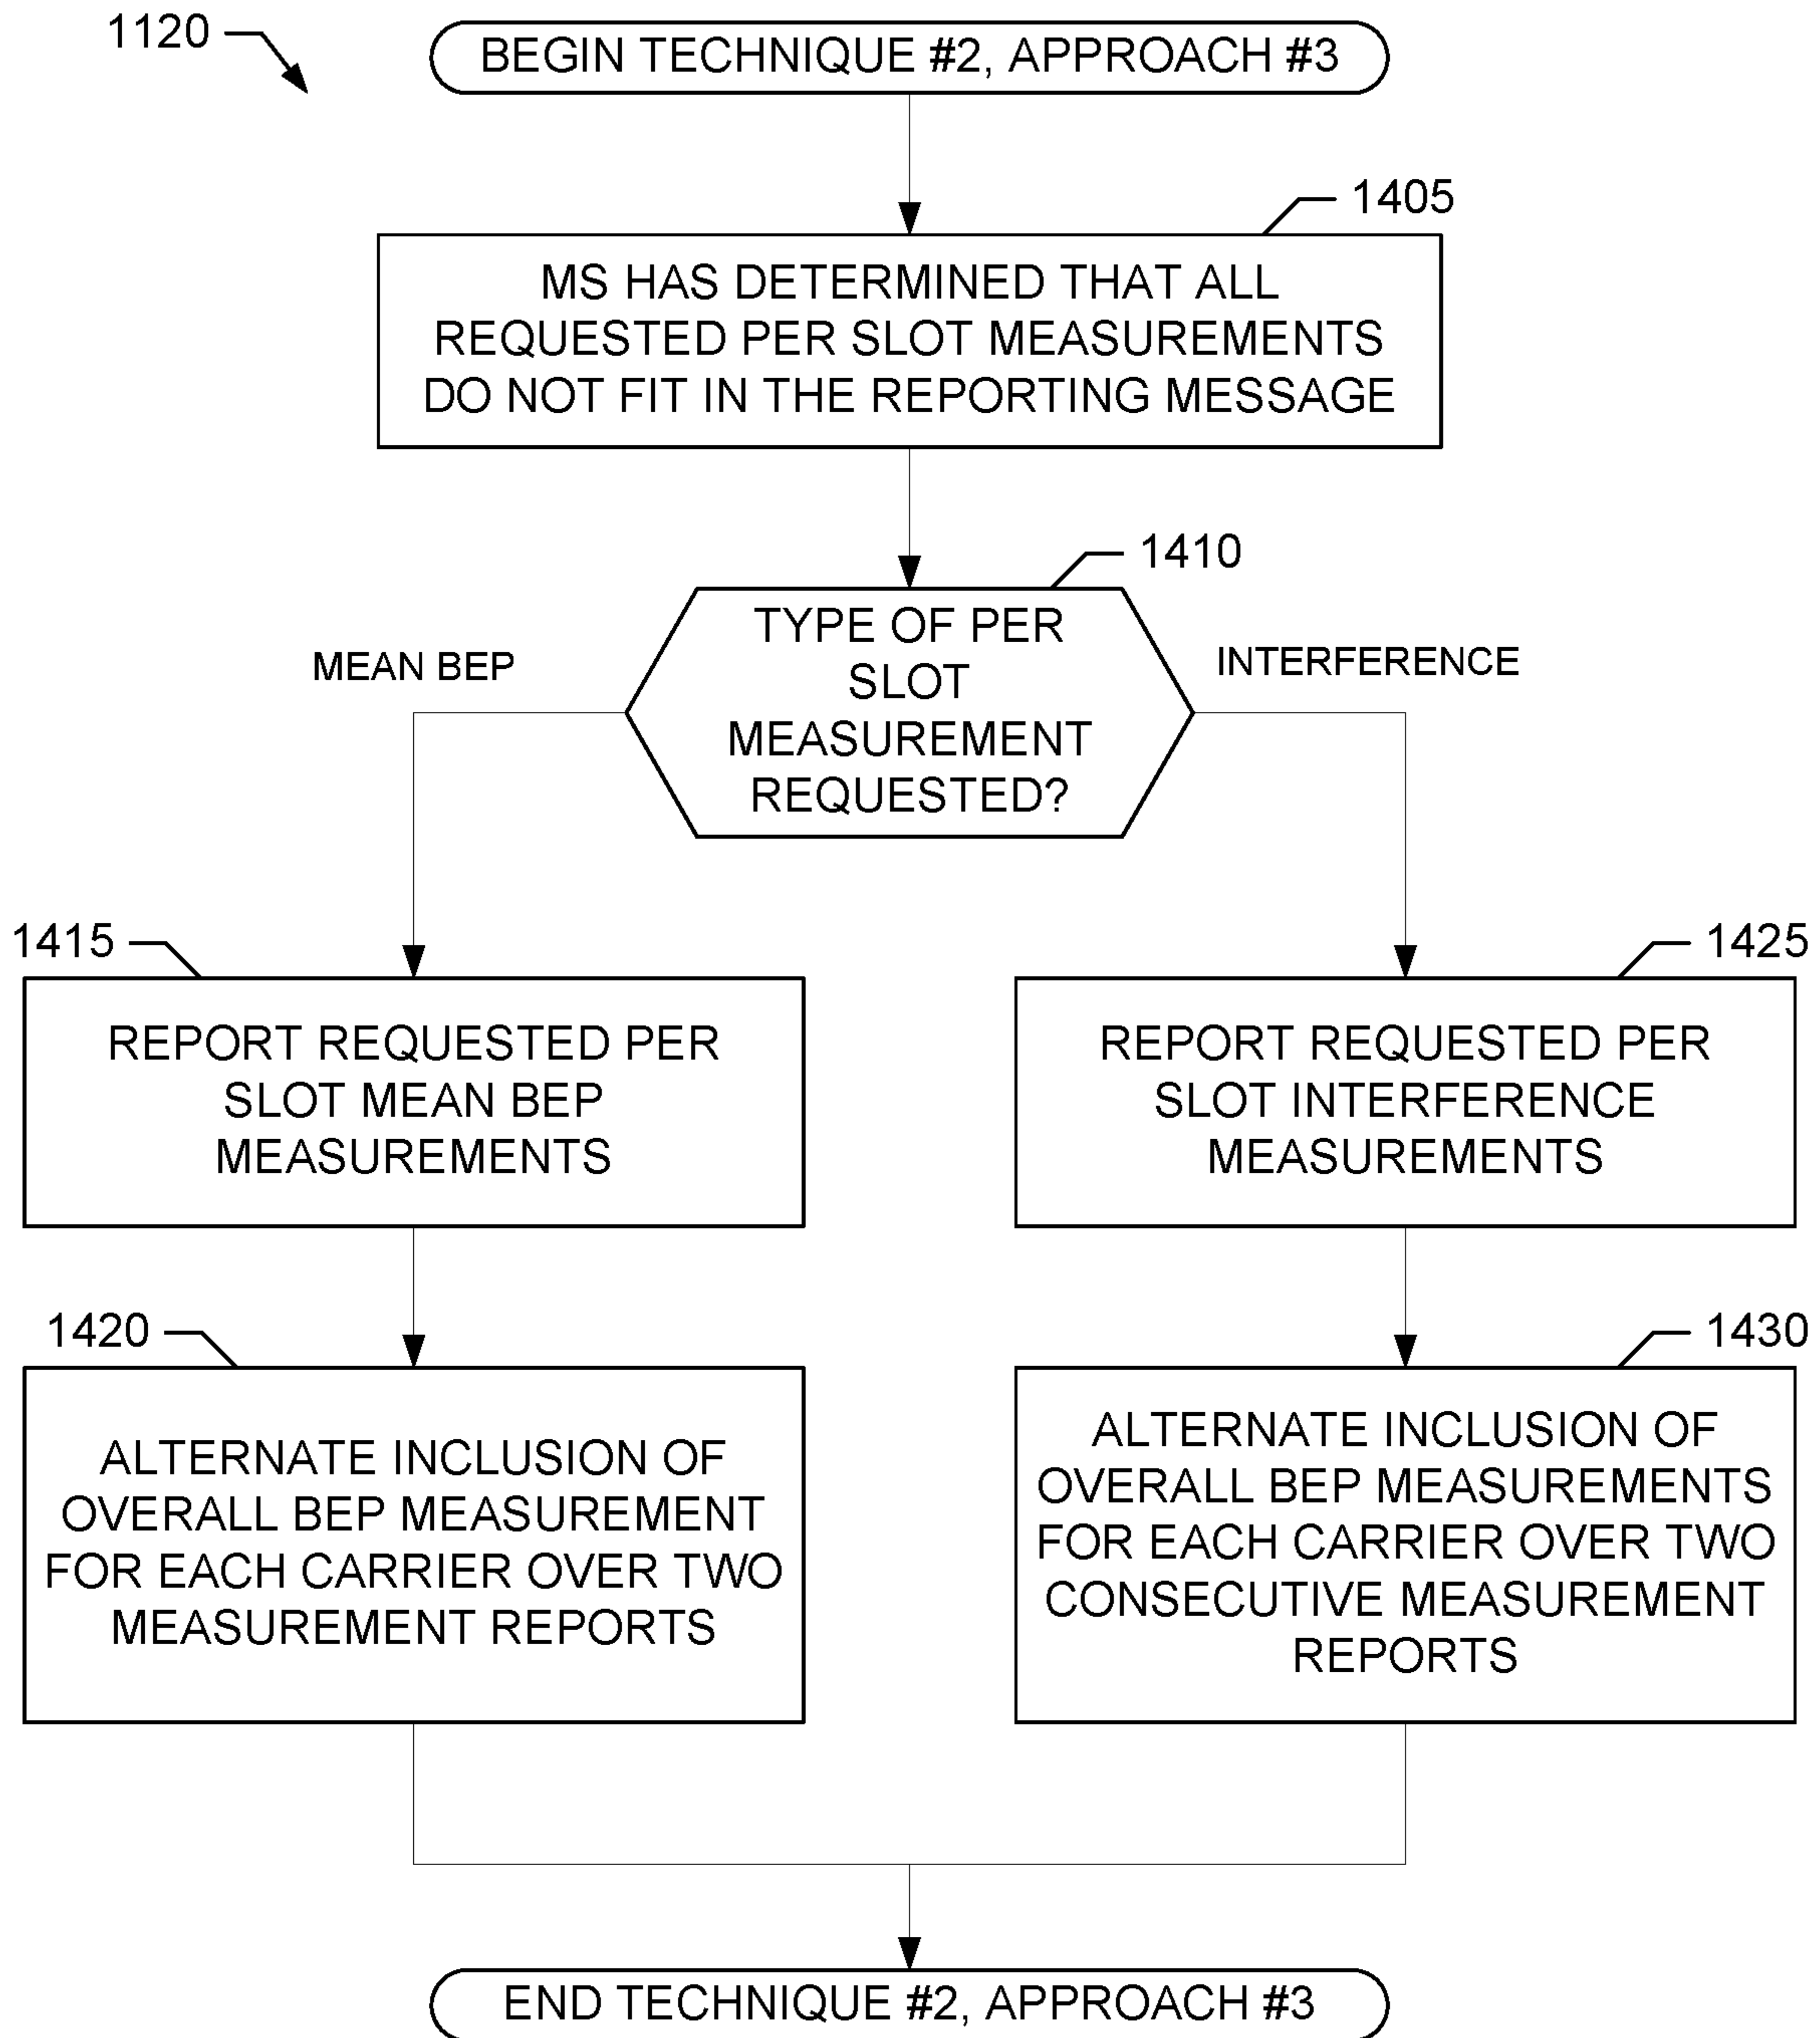 1120
BEGIN TECHNIQUE #2, APPROACH #3
1405
MS HAS DETERMINED THAT ALL
REQUESTED PER SLOT MEASUREMENTS
DO NOT FIT IN THE REPORTING MESSAGE
1410
TYPE OF PER
SLOT
MEASUREMENT
REQUESTED?
MEAN BEP
INTERFERENCE
1415
REPORT REQUESTED PER
SLOT MEAN BEP
MEASUREMENTS
1425
REPORT REQUESTED PER
SLOT INTERFERENCE
MEASUREMENTS
1420
ALTERNATE INCLUSION OF
OVERALL BEP MEASUREMENT
FOR EACH CARRIER OVER TWO
MEASUREMENT REPORTS
1430
ALTERNATE INCLUSION OF
OVERALL BEP MEASUREMENTS
FOR EACH CARRIER OVER TWO
CONSECUTIVE MEASUREMENT
REPORTS
END TECHNIQUE #2, APPROACH #3